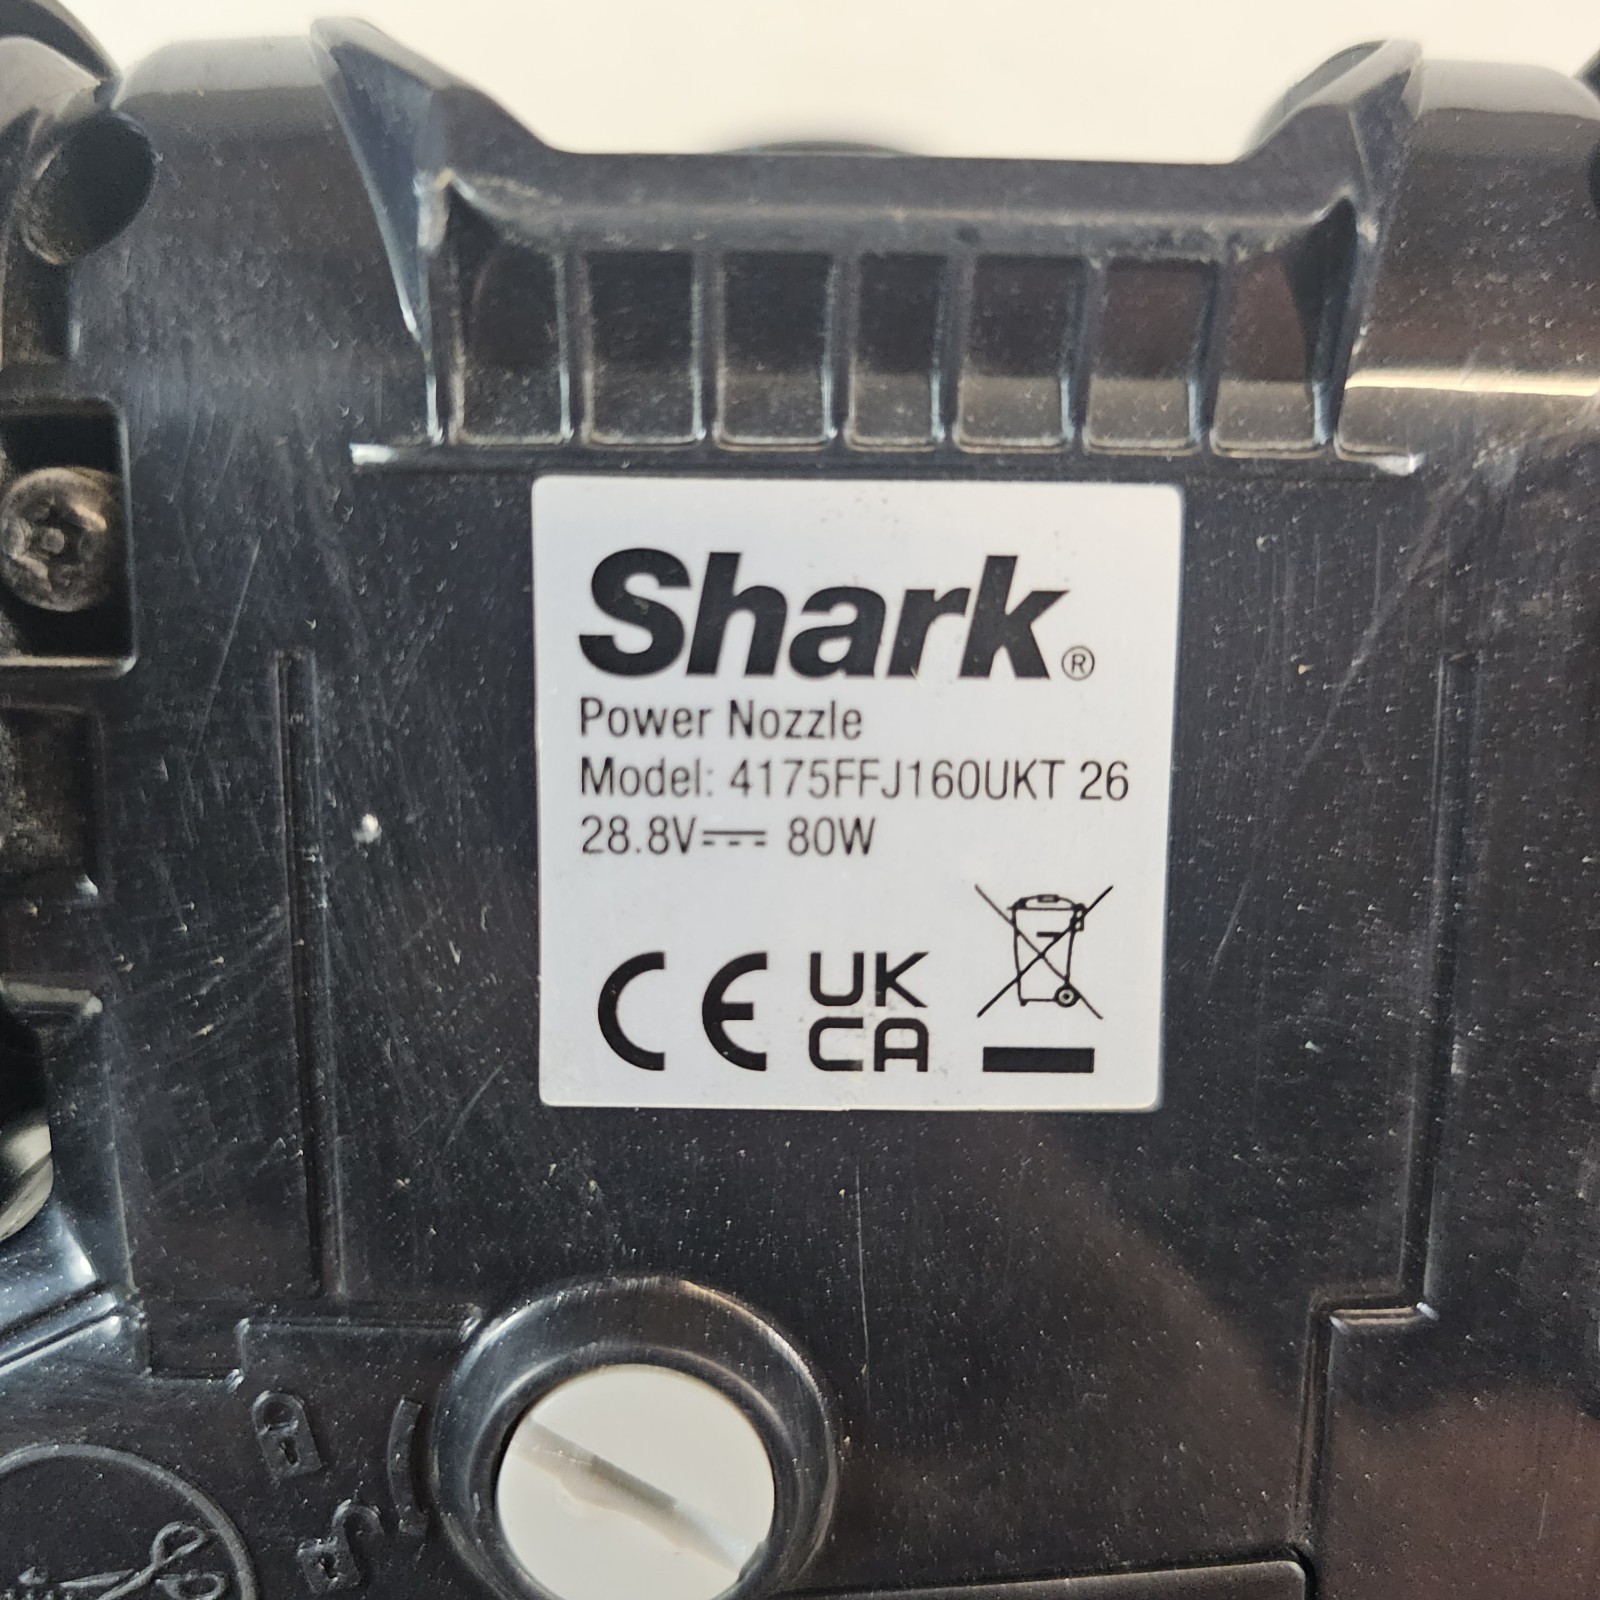 Shark®
Power Nozzle
Model: 4175FFJ160UKT 26
28.8V⎓ 80W
CE UK
CA